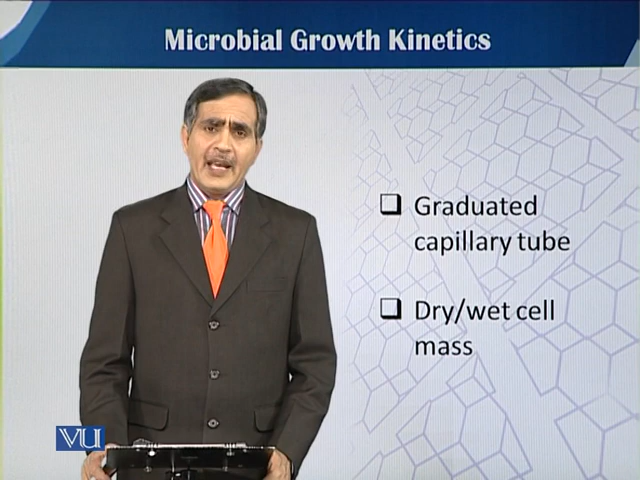 Microbial Growth Kinetics
❑ Graduated
capillary tube
❑ Dry/wet cell
mass
VU